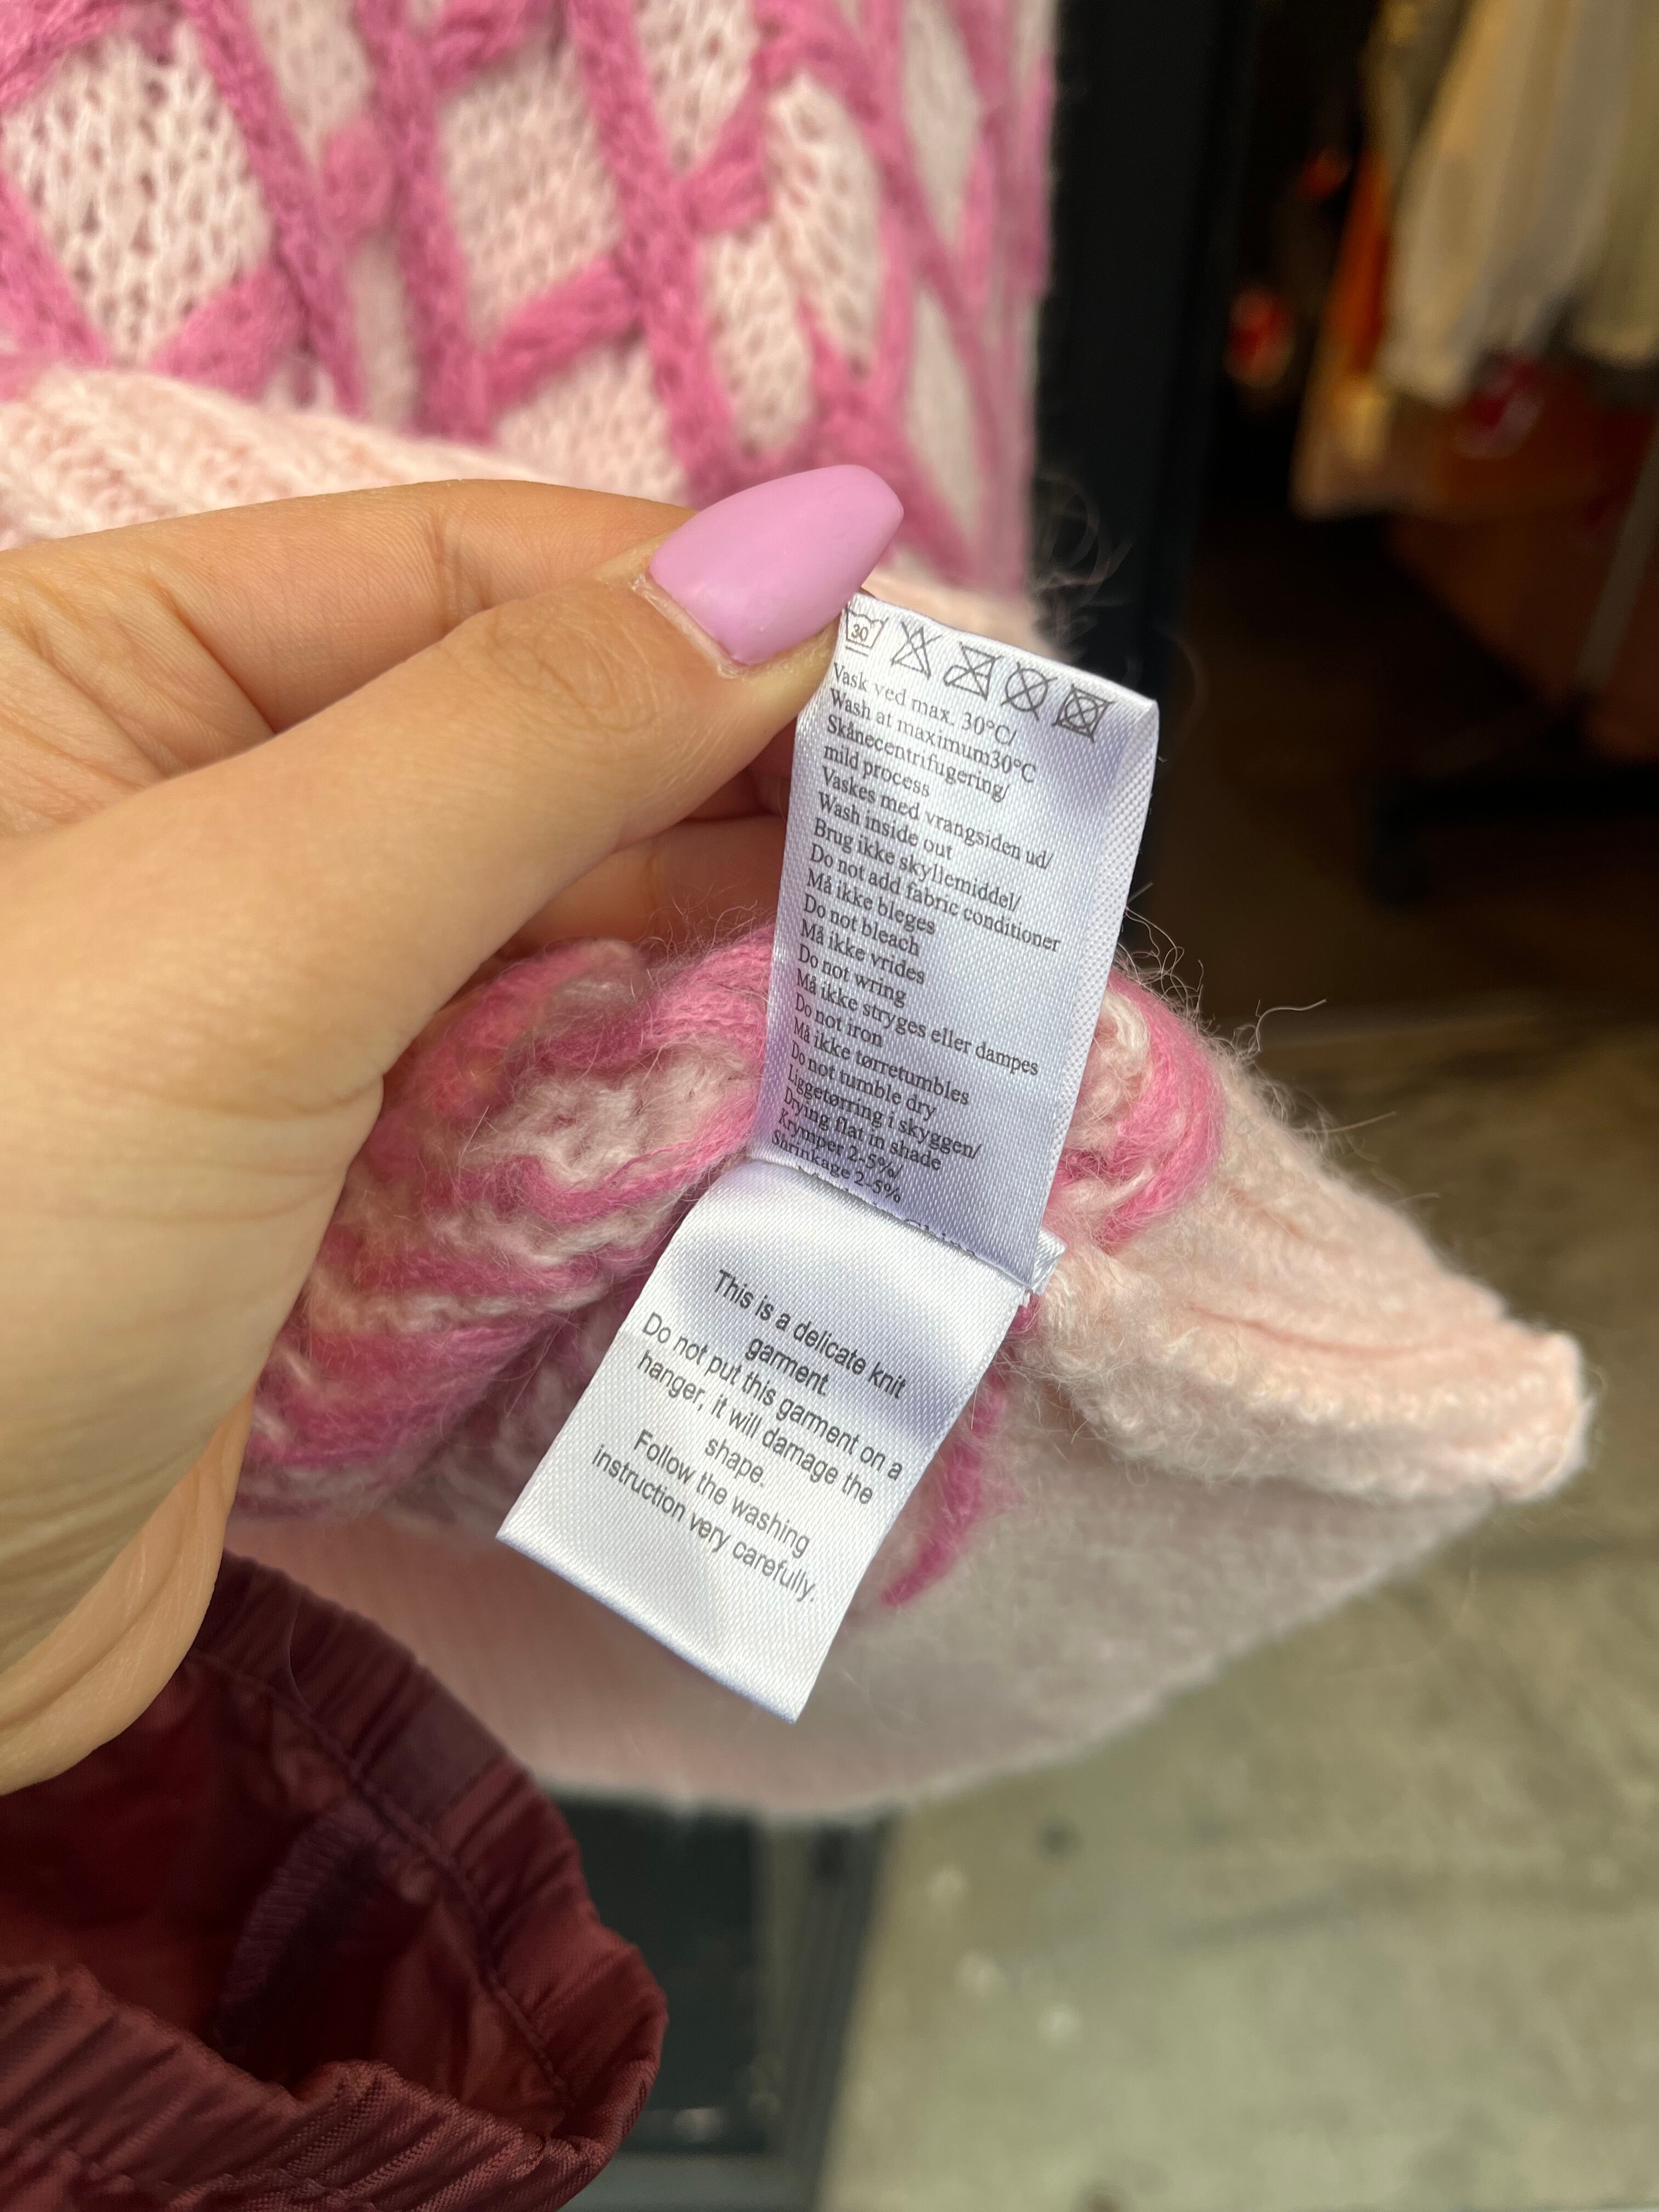 30
Vask ved max. 30°C/
Wash at maximum30°C
Skånecentrifugering/
mild process
Vaskes med vrangsiden ud/
Wash inside out
Brug ikke skyllemiddel/
Do not add fabric conditioner
Må ikke bleges
Do not bleach
Må ikke vrides
Do not wring
Må ikke stryges eller dampes
Do not iron
Må ikke tørretumbles
Do not tumble dry
Liggetørring i skyggen/
Drying flat in shade
Krymper 2-5%/
Shrinkage 2-5%
This is a delicate knit
garment.
Do not put this garment on a
hanger, it will damage the
shape.
Follow the washing
instruction very carefully.